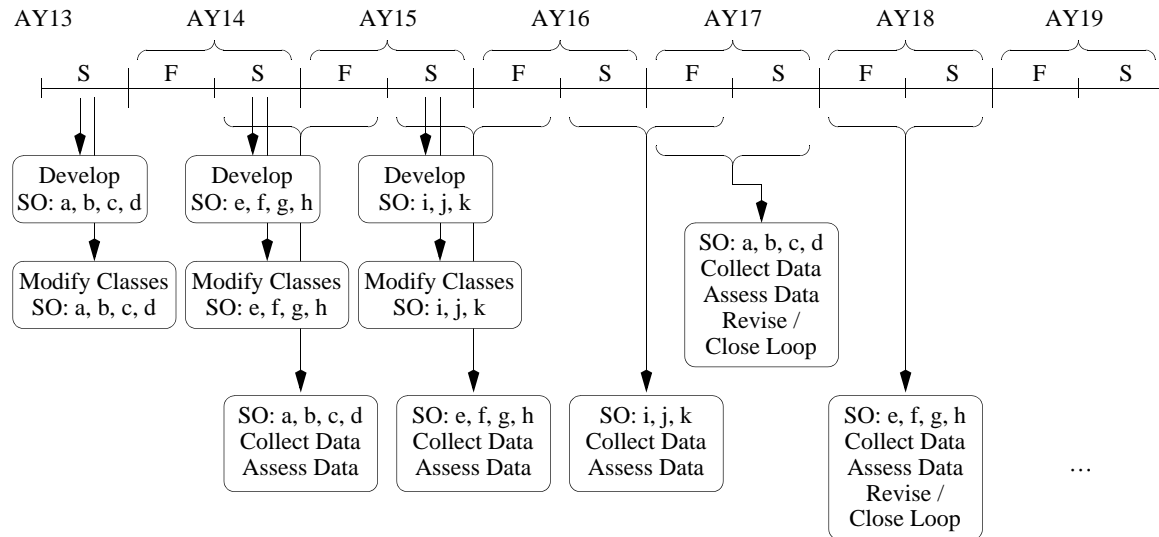 AY13 AY14 AY15 AY16 AY17 AY18 AY19
S F S F S F S F S F S F S
Develop
SO: a, b, c, d
Develop
SO: e, f, g, h
Develop
SO: i, j, k
SO: a, b, c, d
Collect Data
Assess Data
Revise /
Close Loop
Modify Classes
SO: a, b, c, d
Modify Classes
SO: e, f, g, h
Modify Classes
SO: i, j, k
SO: a, b, c, d
Collect Data
Assess Data
SO: e, f, g, h
Collect Data
Assess Data
SO: i, j, k
Collect Data
Assess Data
SO: e, f, g, h
Collect Data
Assess Data
Revise /
Close Loop
...